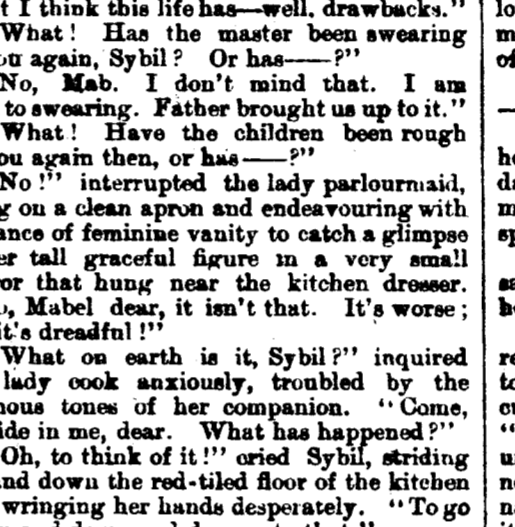 t I think this life has—well, drawbacks."
What! Has the master been swearing
ou again, Sybil? Or has——?"
No, Mab. I don't mind that. I am
to swearing. Father brought us up to it."
What! Have the children been rough
ou again then, or has——?"
No!" interrupted the lady parlourmaid,
g on a clean apron and endeavouring with
ance of feminine vanity to catch a glimpse
er tall graceful figure in a very small
or that hung near the kitchen dresser.
o, Mabel dear, it isn't that. It's worse;
it's dreadful!"
What on earth is it, Sybil?" inquired
lady cook anxiously, troubled by the
nous tones of her companion. "Come,
ide in me, dear. What has happened?"
Oh, to think of it!" cried Sybil, striding
and down the red-tiled floor of the kitchen
wringing her hands desperately. "To go